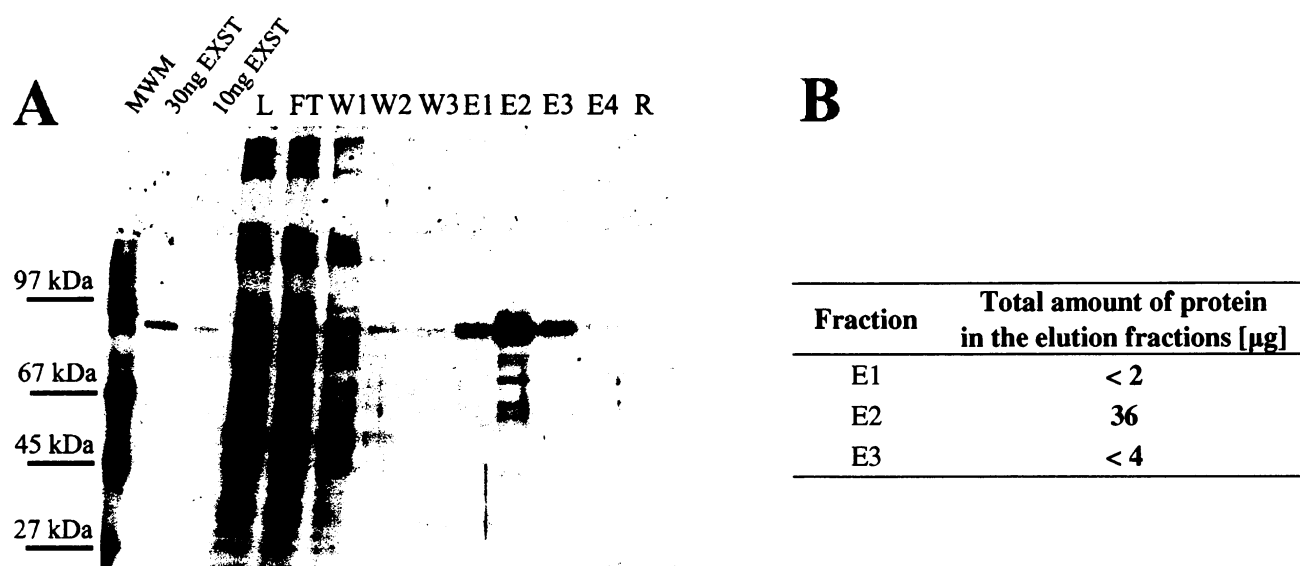 A
MWM
30ng EXST
10ng EXST
L FT W1 W2 W3 E1 E2 E3 E4 R
97 kDa
67 kDa
45 kDa
27 kDa
B
Fraction Total amount of protein
in the elution fractions [µg]
E1 < 2
E2 36
E3 < 4